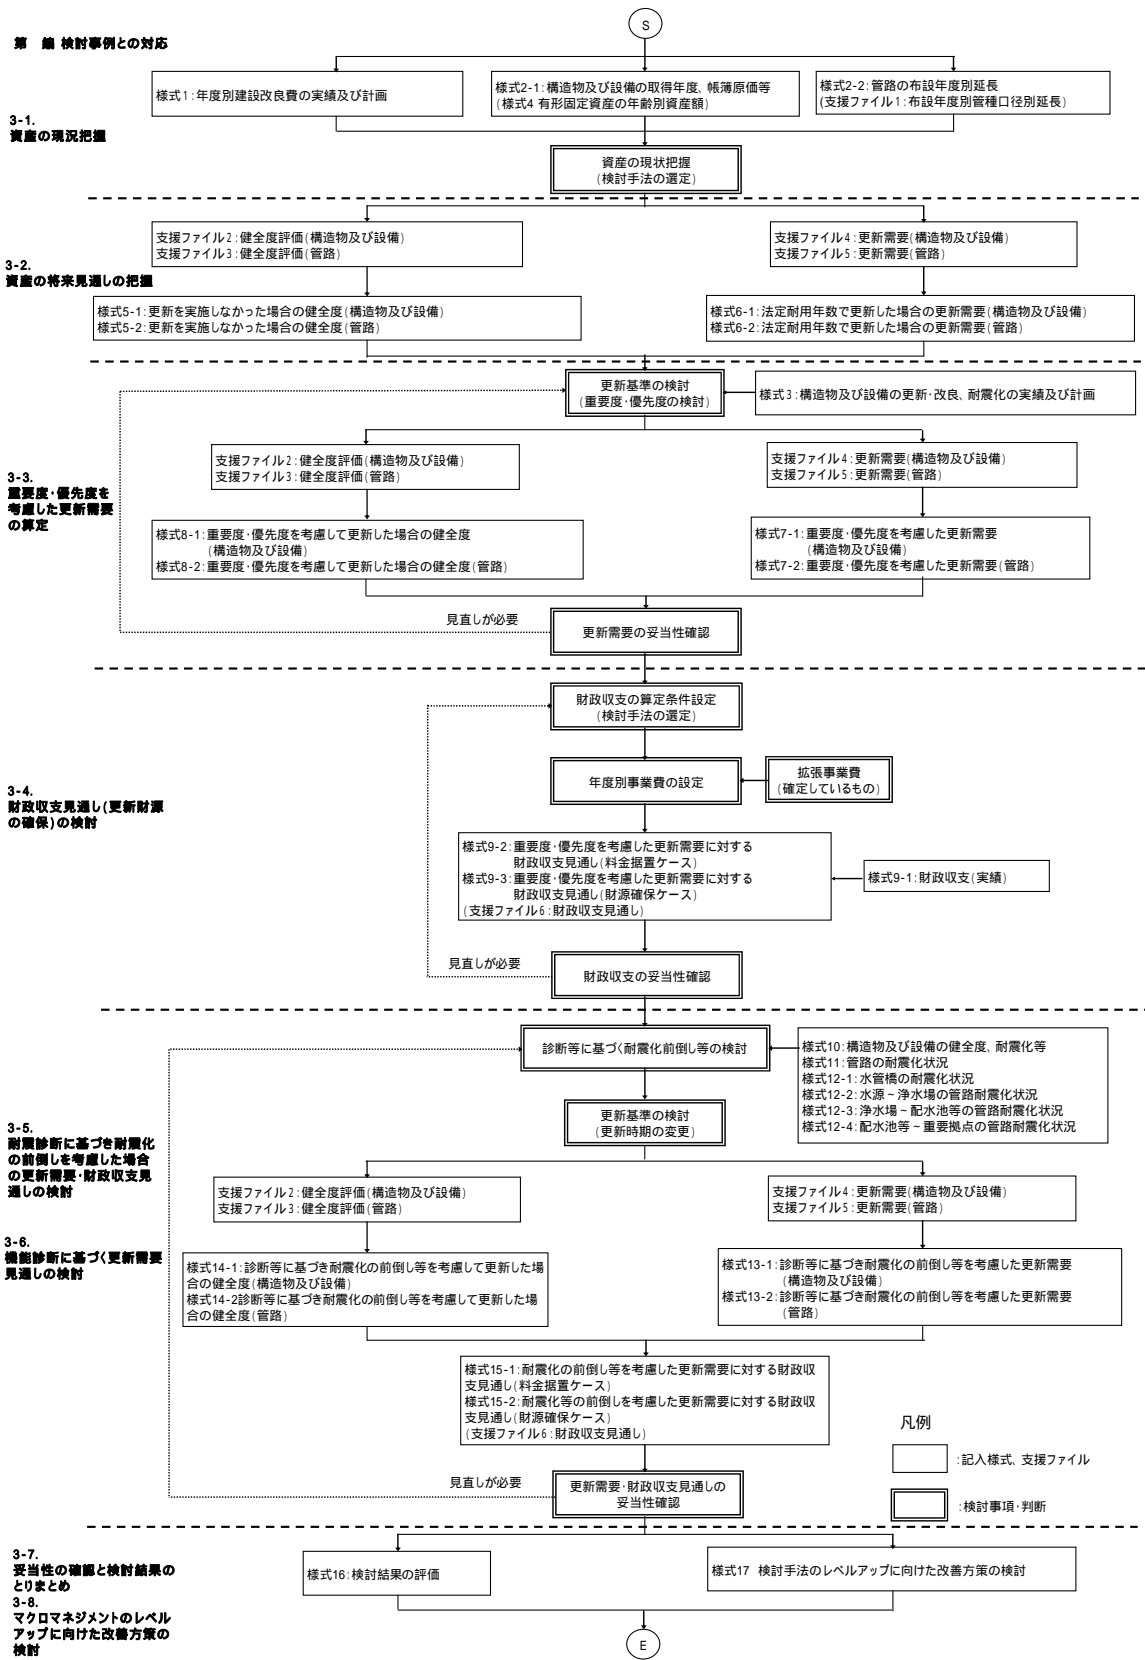 S
第　編 検討事例との対応
様式1：年度別建設改良費の実績及び計画
様式2-1：構造物及び設備の取得年度、帳簿原価等
(様式4 有形固定資産の年齢別資産額)
様式2-2：管路の布設年度別延長
(支援ファイル1：布設年度別管種口径別延長)
3-1.
資産の現況把握
資産の現状把握
(検討手法の選定)
支援ファイル2：健全度評価(構造物及び設備)
支援ファイル3：健全度評価(管路)
支援ファイル4：更新需要(構造物及び設備)
支援ファイル5：更新需要(管路)
3-2.
資産の将来見通しの把握
様式5-1：更新を実施しなかった場合の健全度(構造物及び設備)
様式5-2：更新を実施しなかった場合の健全度(管路)
様式6-1：法定耐用年数で更新した場合の更新需要(構造物及び設備)
様式6-2：法定耐用年数で更新した場合の更新需要(管路)
更新基準の検討
(重要度・優先度の検討)
様式3：構造物及び設備の更新・改良、耐震化の実績及び計画
3-3.
重要度・優先度を
考慮した更新需要
の算定
支援ファイル2：健全度評価(構造物及び設備)
支援ファイル3：健全度評価(管路)
支援ファイル4：更新需要(構造物及び設備)
支援ファイル5：更新需要(管路)
様式8-1：重要度・優先度を考慮して更新した場合の健全度
(構造物及び設備)
様式8-2：重要度・優先度を考慮して更新した場合の健全度(管路)
様式7-1：重要度・優先度を考慮した更新需要
(構造物及び設備)
様式7-2：重要度・優先度を考慮した更新需要(管路)
見直しが必要
更新需要の妥当性確認
財政収支の算定条件設定
(検討手法の選定)
年度別事業費の設定
拡張事業費
(確定しているもの)
3-4.
財政収支見通し(更新財源
の確保)の検討
様式9-2：重要度・優先度を考慮した更新需要に対する
財政収支見通し(料金据置ケース)
様式9-3：重要度・優先度を考慮した更新需要に対する
財政収支見通し(財源確保ケース)
(支援ファイル6：財政収支見通し)
様式9-1：財政収支(実績)
見直しが必要
財政収支の妥当性確認
診断等に基づく耐震化前倒し等の検討
様式10：構造物及び設備の健全度、耐震化等
様式11：管路の耐震化状況
様式12-1：水管橋の耐震化状況
様式12-2：水源～浄水場の管路耐震化状況
様式12-3：浄水場～配水池等の管路耐震化状況
様式12-4：配水池等～重要拠点の管路耐震化状況
更新基準の検討
(更新時期の変更)
3-5.
耐震診断に基づき耐震化
の前倒しを考慮した場合
の更新需要・財政収支見
通しの検討
支援ファイル2：健全度評価(構造物及び設備)
支援ファイル3：健全度評価(管路)
支援ファイル4：更新需要(構造物及び設備)
支援ファイル5：更新需要(管路)
3-6.
機能診断に基づく更新需要
見通しの検討
様式14-1：診断等に基づき耐震化の前倒し等を考慮して更新した場
合の健全度(構造物及び設備)
様式14-2診断等に基づき耐震化の前倒し等を考慮して更新した場
合の健全度(管路)
様式13-1：診断等に基づき耐震化の前倒し等を考慮した更新需要
(構造物及び設備)
様式13-2：診断等に基づき耐震化の前倒し等を考慮した更新需要
(管路)
様式15-1：耐震化の前倒し等を考慮した更新需要に対する財政収
支見通し(料金据置ケース)
様式15-2：耐震化等の前倒しを考慮した更新需要に対する財政収
支見通し(財源確保ケース)
(支援ファイル6：財政収支見通し)
凡例
：記入様式、支援ファイル
：検討事項・判断
見直しが必要
更新需要・財政収支見通しの
妥当性確認
3-7.
妥当性の確認と検討結果の
とりまとめ
3-8.
マクロマネジメントのレベル
アップに向けた改善方策の
検討
様式16：検討結果の評価
様式17　検討手法のレベルアップに向けた改善方策の検討
E